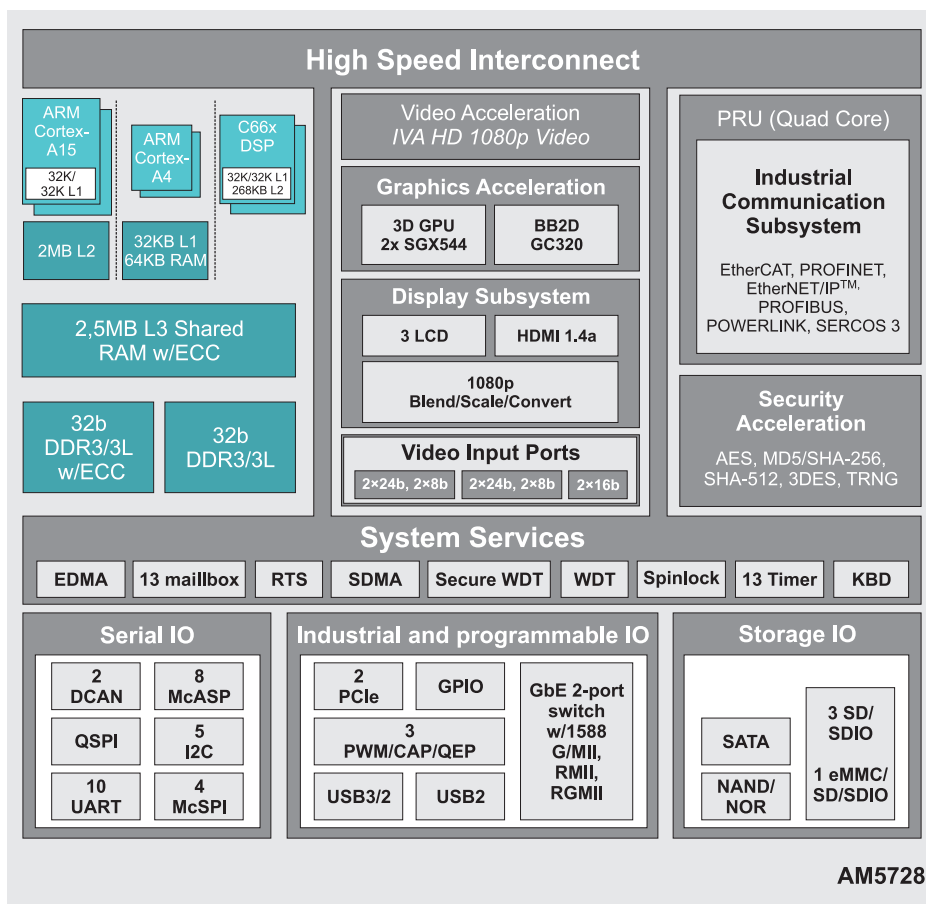 High Speed Interconnect
ARM
Cortex-
A15
32K/
32K L1
ARM
Cortex-
A4
C66x
DSP
32K/32K L1
268KB L2
2MB L2
32KB L1
64KB RAM
2,5MB L3 Shared
RAM w/ECC
32b
DDR3/3L
w/ECC
32b
DDR3/3L
Video Acceleration
IVA HD 1080p Video
Graphics Acceleration
3D GPU
2x SGX544
BB2D
GC320
Display Subsystem
3 LCD
HDMI 1.4a
1080p
Blend/Scale/Convert
Video Input Ports
2×24b, 2×8b
2×24b, 2×8b
2×16b
PRU (Quad Core)
Industrial
Communication
Subsystem
EtherCAT, PROFINET,
EtherNET/IP™,
PROFIBUS,
POWERLINK, SERCOS 3
Security
Acceleration
AES, MD5/SHA-256,
SHA-512, 3DES, TRNG
System Services
EDMA
13 maillbox
RTS
SDMA
Secure WDT
WDT
Spinlock
13 Timer
KBD
Serial IO
2
DCAN
8
McASP
QSPI
5
I2C
10
UART
4
McSPI
Industrial and programmable IO
2
PCIe
GPIO
3
PWM/CAP/QEP
USB3/2
USB2
GbE 2-port
switch
w/1588
G/MII,
RMII,
RGMII
Storage IO
SATA
NAND/
NOR
3 SD/
SDIO
1 eMMC/
SD/SDIO
AM5728